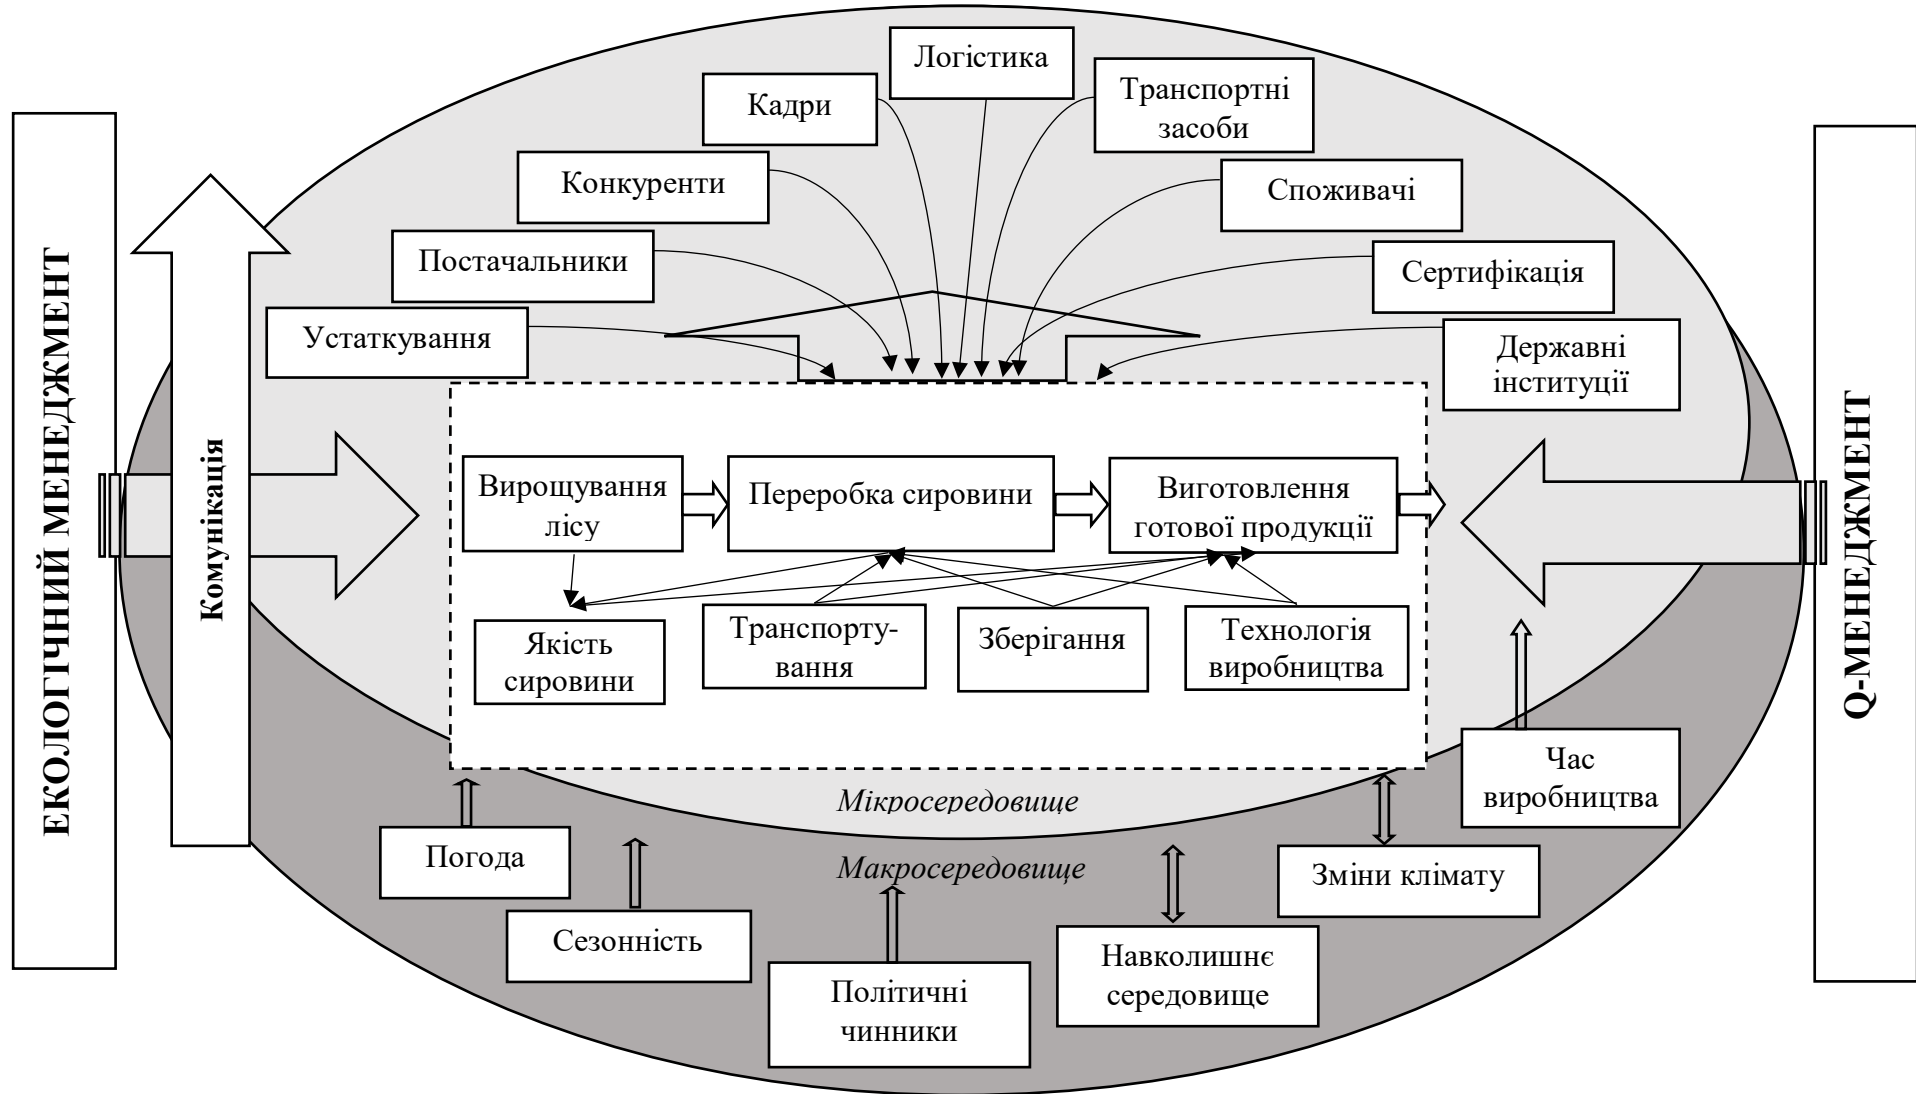 Логістика
Кадри
Транспортні
засоби
Конкуренти
Споживачі
Постачальники
Сертифікація
Устаткування
Державні
інституції
ЕКОЛОГІЧНИЙ МЕНЕДЖМЕНТ
Комунікація
Q-МЕНЕДЖМЕНТ
Вирощування
лісу
Переробка сировини
Виготовлення
готової продукції
Якість
сировини
Транспорту-
вання
Зберігання
Технологія
виробництва
Мікросередовище
Макросередовище
Погода
Сезонність
Політичні
чинники
Навколишнє
середовище
Зміни клімату
Час
виробництва